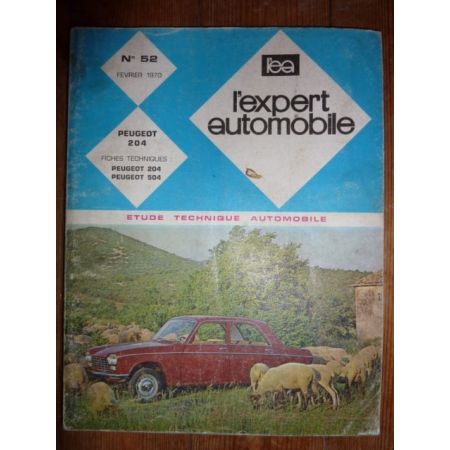 N° 52
FEVRIER 1970
lea
l'expert
automobile
PEUGEOT
204
FICHES TECHNIQUES :
PEUGEOT 204
PEUGEOT 504
ETUDE TECHNIQUE AUTOMOBILE